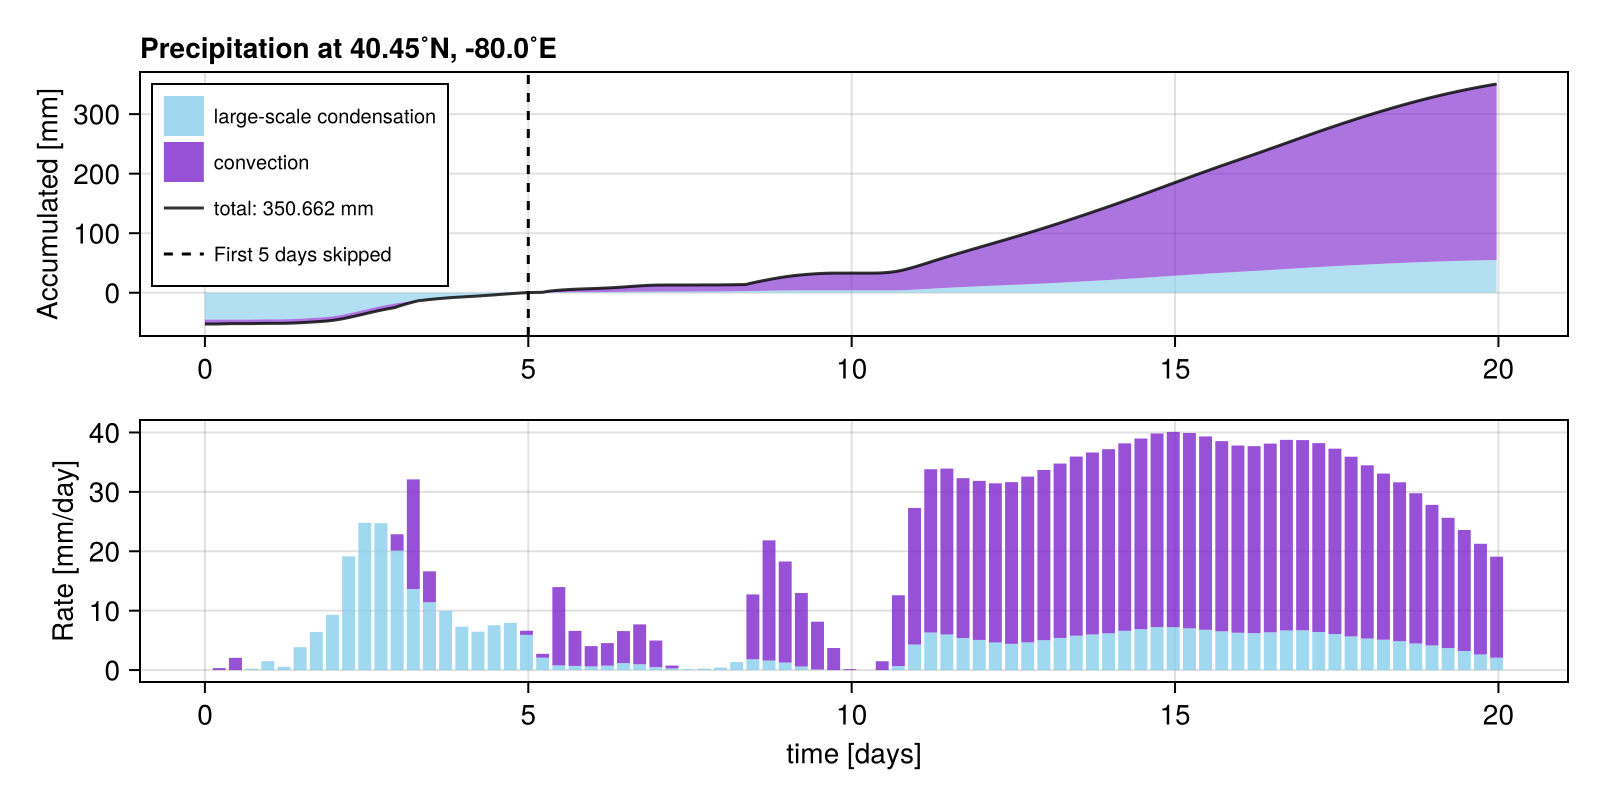 Precipitation at 40.45°N, -80.0°E
Accumulated [mm]
300
200
100
0
large-scale condensation
convection
total: 350.662 mm
First 5 days skipped
0 5 10 15 20
Rate [mm/day]
40
30
20
10
0
0 5 10 15 20
time [days]